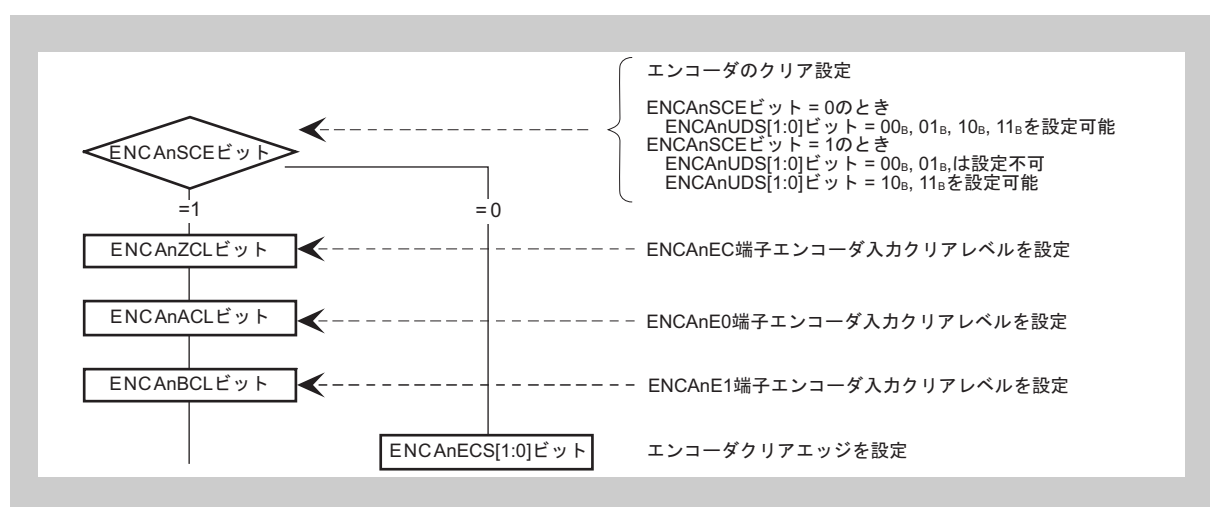 エンコーダのクリア設定
ENCAnSCEビット = 0のとき
ENCAnUDS[1:0]ビット = 00B, 01B, 10B, 11Bを設定可能
ENCAnSCEビット = 1のとき
ENCAnUDS[1:0]ビット = 00B, 01B,は設定不可
ENCAnUDS[1:0]ビット = 10B, 11Bを設定可能
ENCAnSCEビット
=1
=0
ENCAnZCLビット
ENCAnEC端子エンコーダ入力クリアレベルを設定
ENCAnACLビット
ENCAnE0端子エンコーダ入力クリアレベルを設定
ENCAnBCLビット
ENCAnE1端子エンコーダ入力クリアレベルを設定
ENCAnECS[1:0]ビット
エンコーダクリアエッジを設定